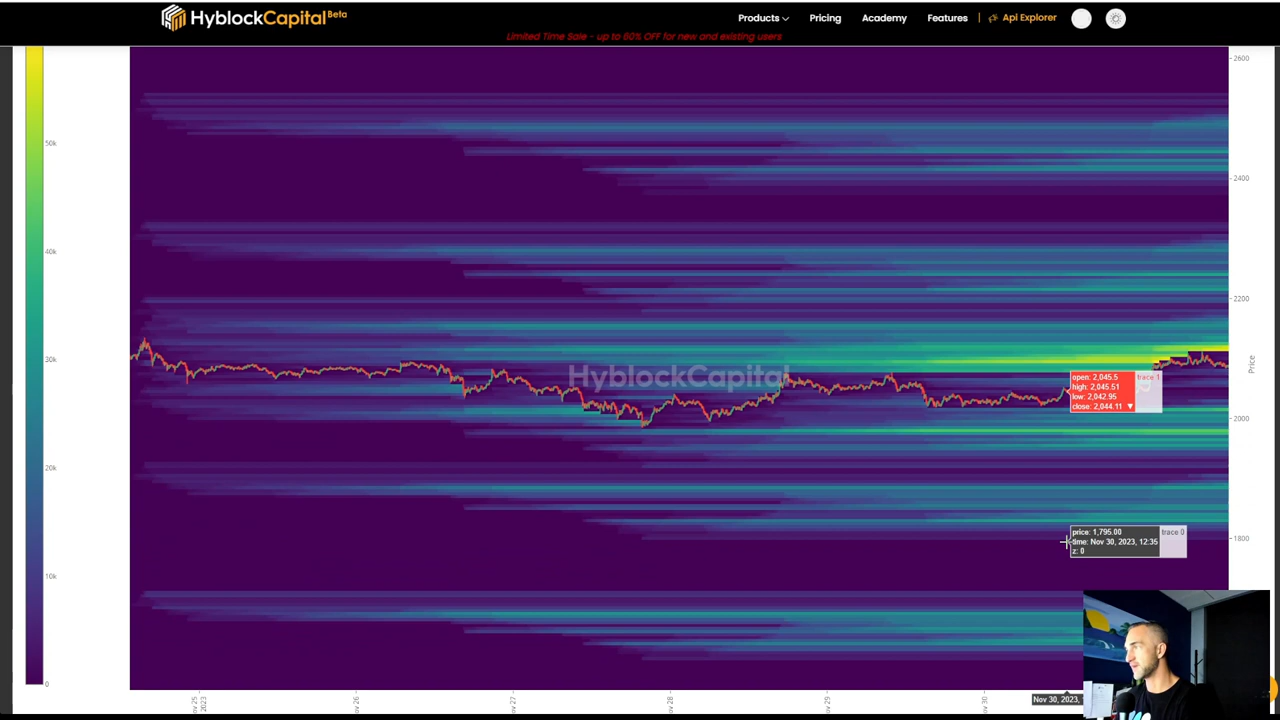 HyblockCapital Beta
Products
Pricing
Academy
Features
Api Explorer
Limited Time Sale - up to 60% OFF for new and existing users
2600
50k
2400
40k
2200
30k
Price
HyblockCapital
open: 2,045.5
high: 2,045.51
low: 2,042.95
close: 2,044.11 ▼
trace 1
2000
20k
price: 1,795.00
time: Nov 30, 2023, 12:35
z: 0
trace 0
1800
10k
0
2023
Nov 30, 2023,